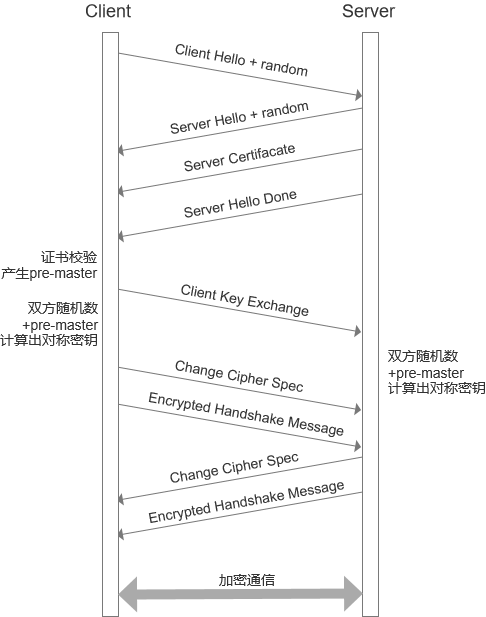 Client
Server
Client Hello + random
Server Hello + random
Server Certifacate
Server Hello Done
证书校验
产生pre-master
Client Key Exchange
双方随机数
+pre-master
计算出对称密钥
双方随机数
+pre-master
计算出对称密钥
Change Cipher Spec
Encrypted Handshake Message
Change Cipher Spec
Encrypted Handshake Message
加密通信